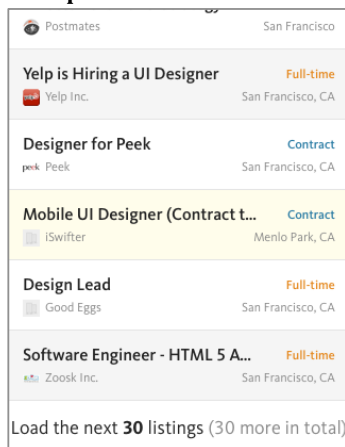 Postmates San Francisco
Yelp is Hiring a UI Designer Full-time
Yelp Inc. San Francisco, CA
Designer for Peek Contract
peek Peek San Francisco, CA
Mobile UI Designer (Contract t... Contract
iSwifter Menlo Park, CA
Design Lead Full-time
Good Eggs San Francisco, CA
Software Engineer - HTML 5 A... Full-time
Zoosk Inc. San Francisco, CA
Load the next 30 listings (30 more in total)